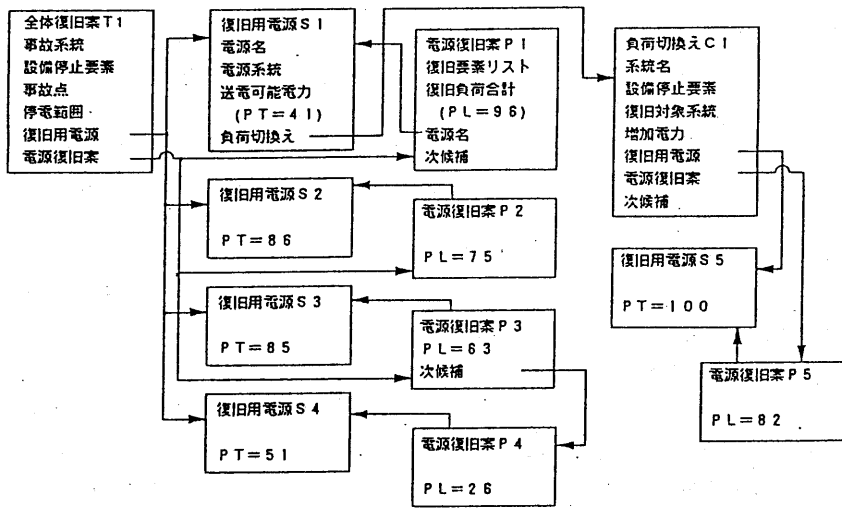 全体復旧案T1
事故系統
設備停止要素
事故点
停電範囲
復旧用電源
電源復旧案
復旧用電源S1
電源名
電源系統
送電可能電力
(PT=41)
負荷切換え
電源復旧案P1
復旧要素リスト
復旧負荷合計
(PL=96)
電源名
次候補
負荷切換えC1
系統名
設備停止要素
復旧対象系統
増加電力
復旧用電源
電源復旧案
次候補
復旧用電源S2
PT=86
電源復旧案P2
PL=75
復旧用電源S5
PT=100
復旧用電源S3
PT=85
電源復旧案P3
PL=63
次候補
電源復旧案P5
PL=82
復旧用電源S4
PT=51
電源復旧案P4
PL=26